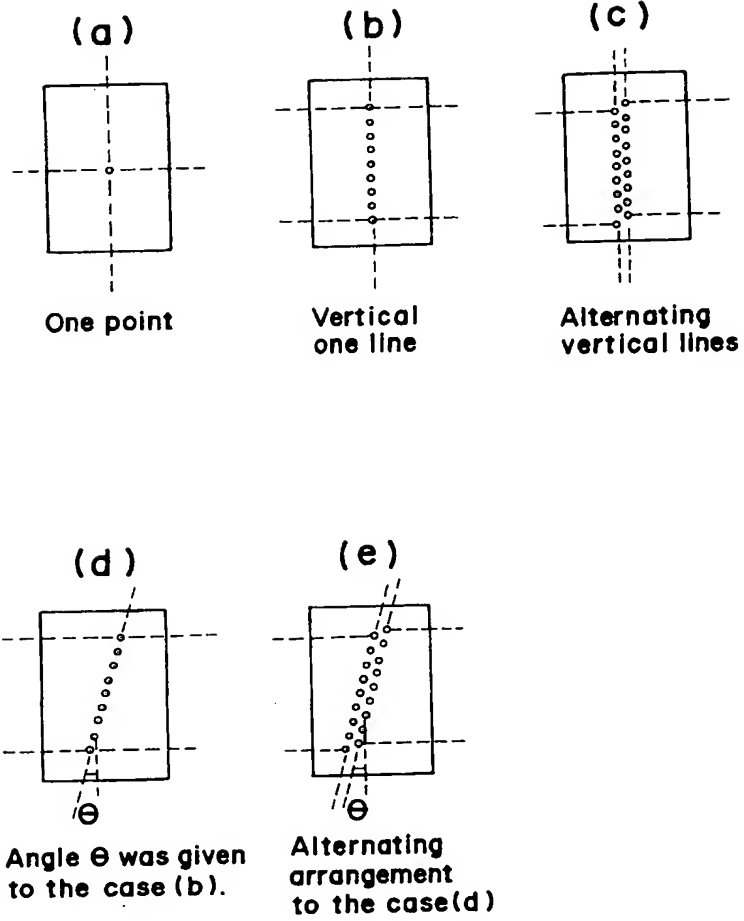 (a)
(b)
(c)
One point
Vertical
one line
Alternating
vertical lines
(d)
(e)
θ
θ
Angle θ was given
to the case (b).
Alternating
arrangement
to the case(d)